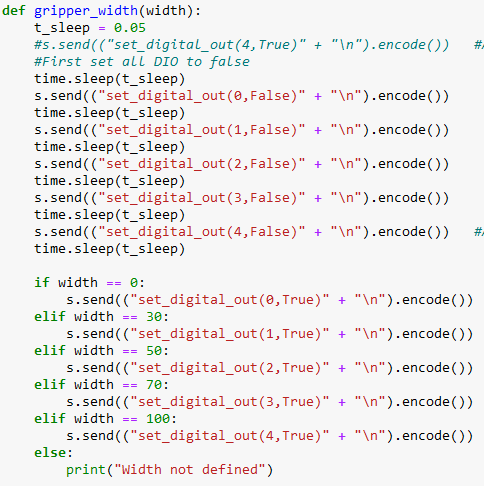 def gripper_width(width):
    t_sleep = 0.05
    #s.send(("set_digital_out(4,True)" + "\n").encode())   #
    #First set all DIO to false
    time.sleep(t_sleep)
    s.send(("set_digital_out(0,False)" + "\n").encode())
    time.sleep(t_sleep)
    s.send(("set_digital_out(1,False)" + "\n").encode())
    time.sleep(t_sleep)
    s.send(("set_digital_out(2,False)" + "\n").encode())
    time.sleep(t_sleep)
    s.send(("set_digital_out(3,False)" + "\n").encode())
    time.sleep(t_sleep)
    s.send(("set_digital_out(4,False)" + "\n").encode())   #
    time.sleep(t_sleep)

    if width == 0:
        s.send(("set_digital_out(0,True)" + "\n").encode())
    elif width == 30:
        s.send(("set_digital_out(1,True)" + "\n").encode())
    elif width == 50:
        s.send(("set_digital_out(2,True)" + "\n").encode())
    elif width == 70:
        s.send(("set_digital_out(3,True)" + "\n").encode())
    elif width == 100:
        s.send(("set_digital_out(4,True)" + "\n").encode())
    else:
        print("Width not defined")